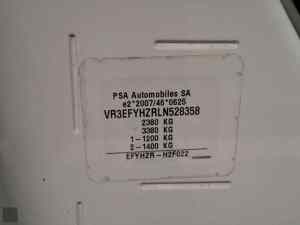 PSA Automobiles SA
e2*2007/46*0625
VR3EFYHZRLN528358
2380 KG
3380 KG
1-1200 KG
2-1400 KG
EFYHZR-H2F022